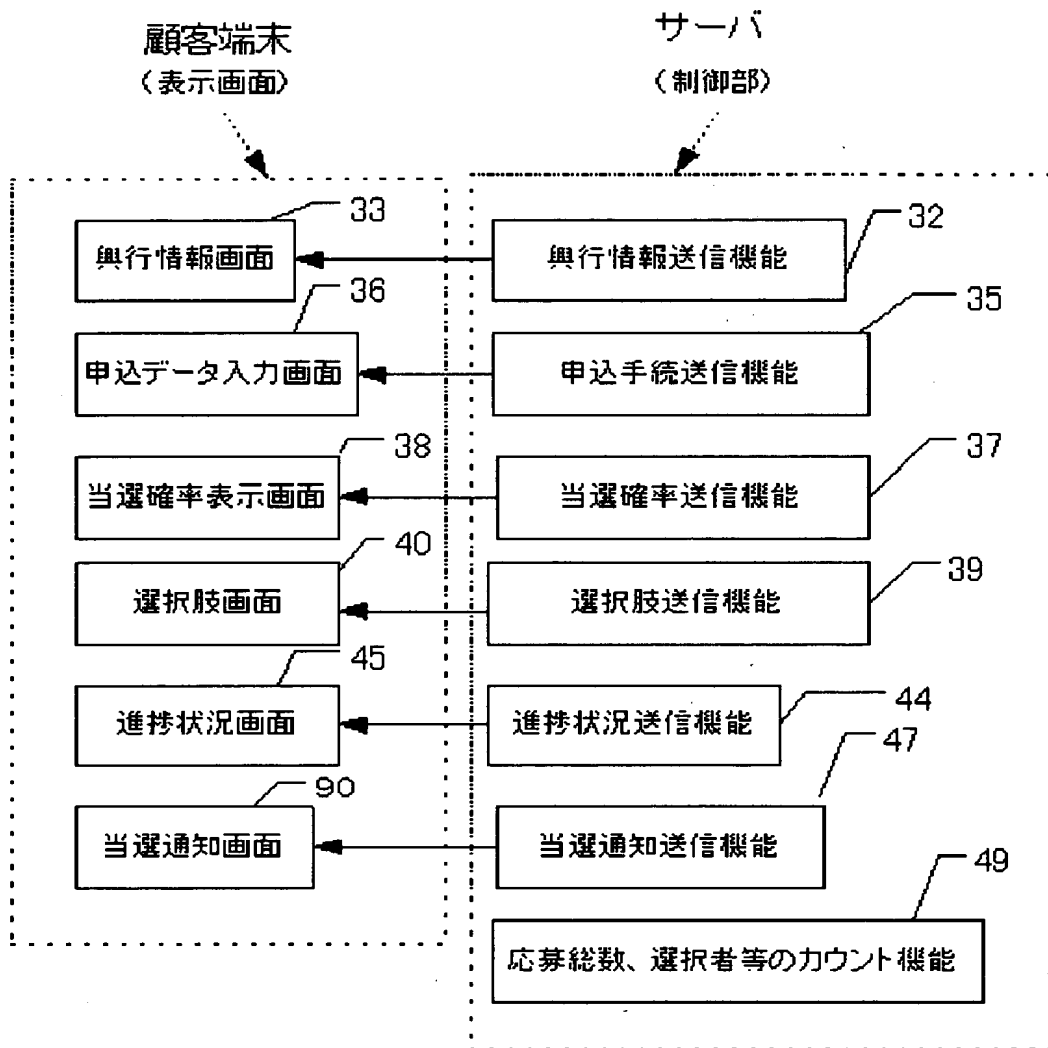 顧客端末
(表示画面)
サーバ
(制御部)
33
32
興行情報画面
興行情報送信機能
36
35
申込データ入力画面
申込手続送信機能
38
37
当選確率表示画面
当選確率送信機能
40
39
選択肢画面
選択肢送信機能
45
44
進捗状況画面
進捗状況送信機能
90
47
当選通知画面
当選通知送信機能
49
応募総数、選択者等のカウント機能